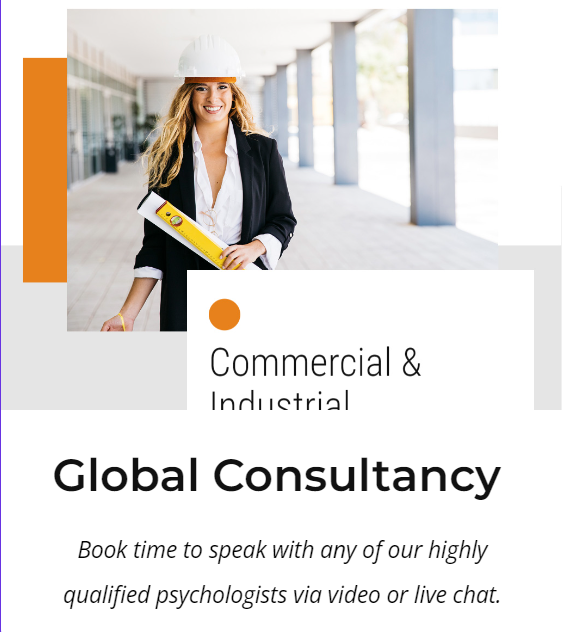 Commercial &
Industrial
Global Consultancy
Book time to speak with any of our highly
qualified psychologists via video or live chat.